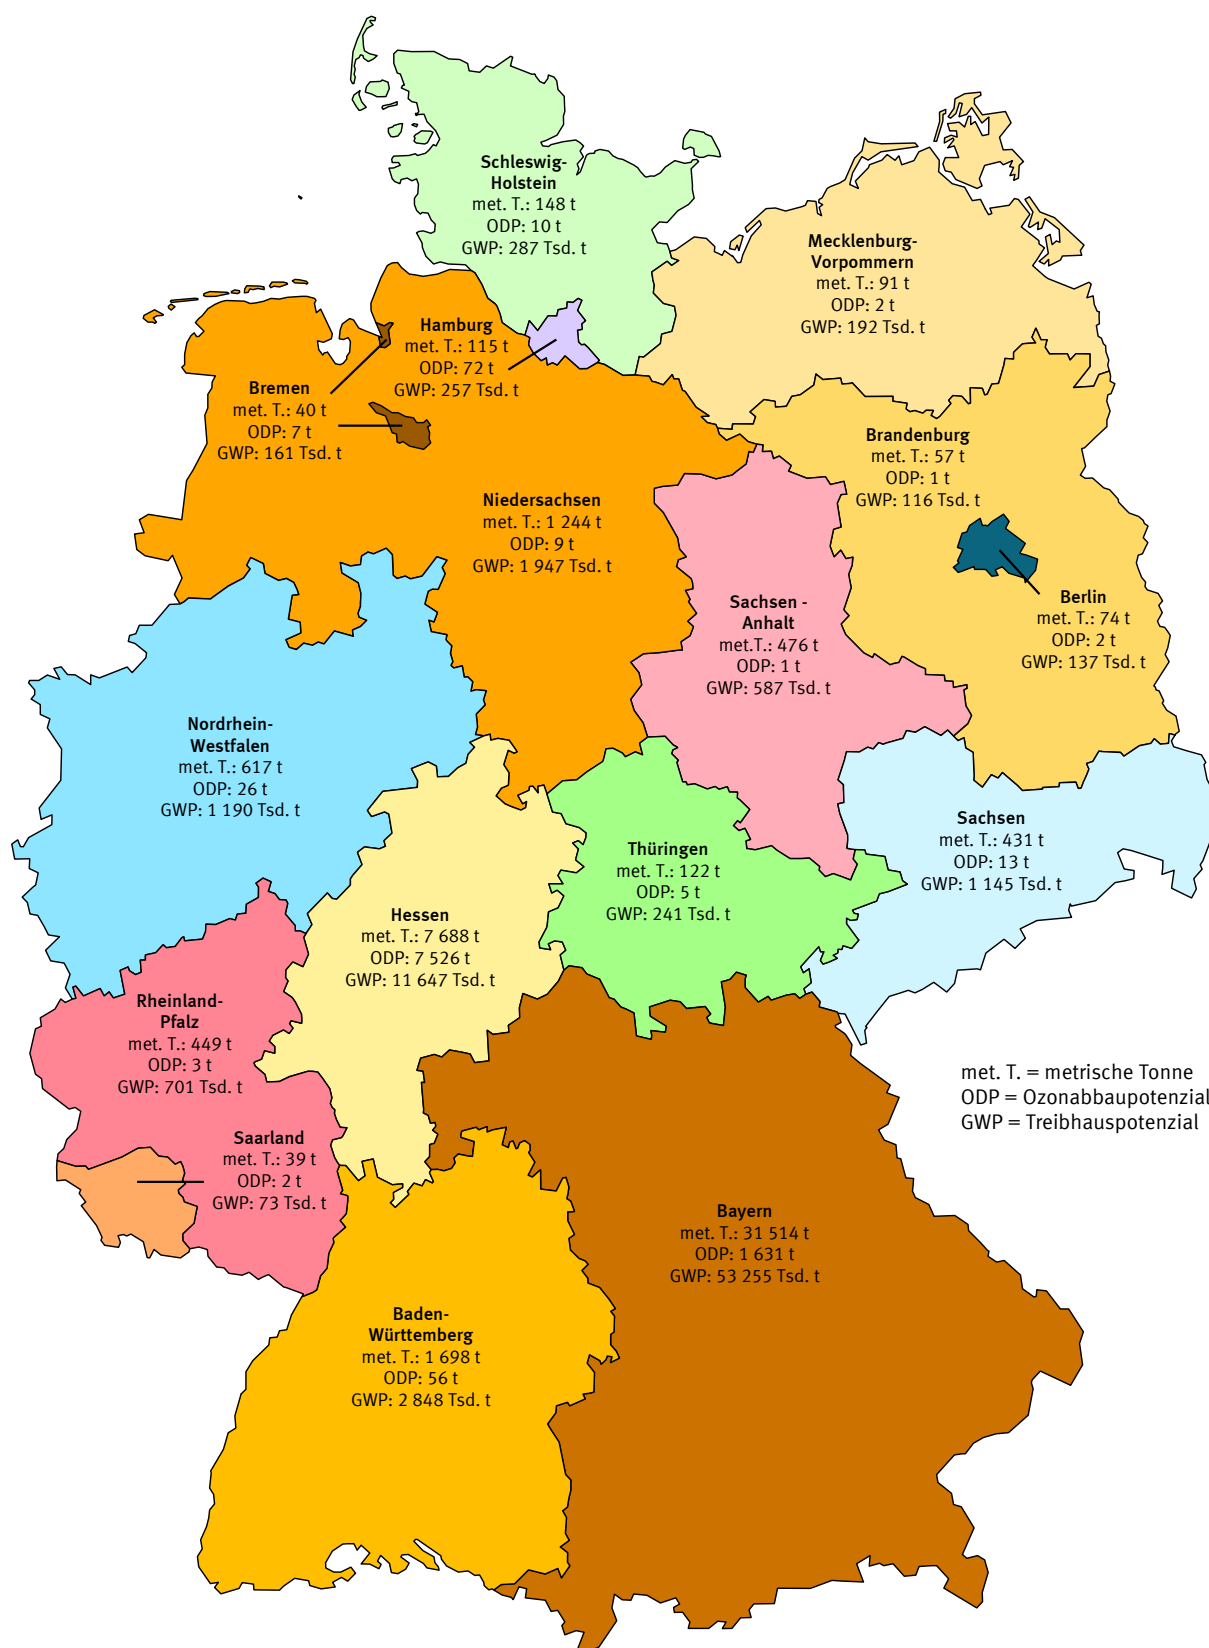 Schleswig-
Holstein
met. T.: 148 t
ODP: 10 t
GWP: 287 Tsd. t
Mecklenburg-
Vorpommern
met. T.: 91 t
ODP: 2 t
GWP: 192 Tsd. t
Hamburg
met. T.: 115 t
ODP: 72 t
GWP: 257 Tsd. t
Bremen
met. T.: 40 t
ODP: 7 t
GWP: 161 Tsd. t
Brandenburg
met. T.: 57 t
ODP: 1 t
GWP: 116 Tsd. t
Niedersachsen
met. T.: 1 244 t
ODP: 9 t
GWP: 1 947 Tsd. t
Berlin
met. T.: 74 t
ODP: 2 t
GWP: 137 Tsd. t
Sachsen -
Anhalt
met.T.: 476 t
ODP: 1 t
GWP: 587 Tsd. t
Nordrhein-
Westfalen
met. T.: 617 t
ODP: 26 t
GWP: 1 190 Tsd. t
Sachsen
met. T.: 431 t
ODP: 13 t
GWP: 1 145 Tsd. t
Thüringen
met. T.: 122 t
ODP: 5 t
GWP: 241 Tsd. t
Hessen
met. T.: 7 688 t
ODP: 7 526 t
GWP: 11 647 Tsd. t
Rheinland-
Pfalz
met. T.: 449 t
ODP: 3 t
GWP: 701 Tsd. t
met. T. = metrische Tonne
ODP = Ozonabbaupotenzial
GWP = Treibhauspotenzial
Saarland
met. T.: 39 t
ODP: 2 t
GWP: 73 Tsd. t
Bayern
met. T.: 31 514 t
ODP: 1 631 t
GWP: 53 255 Tsd. t
Baden-
Württemberg
met. T.: 1 698 t
ODP: 56 t
GWP: 2 848 Tsd. t